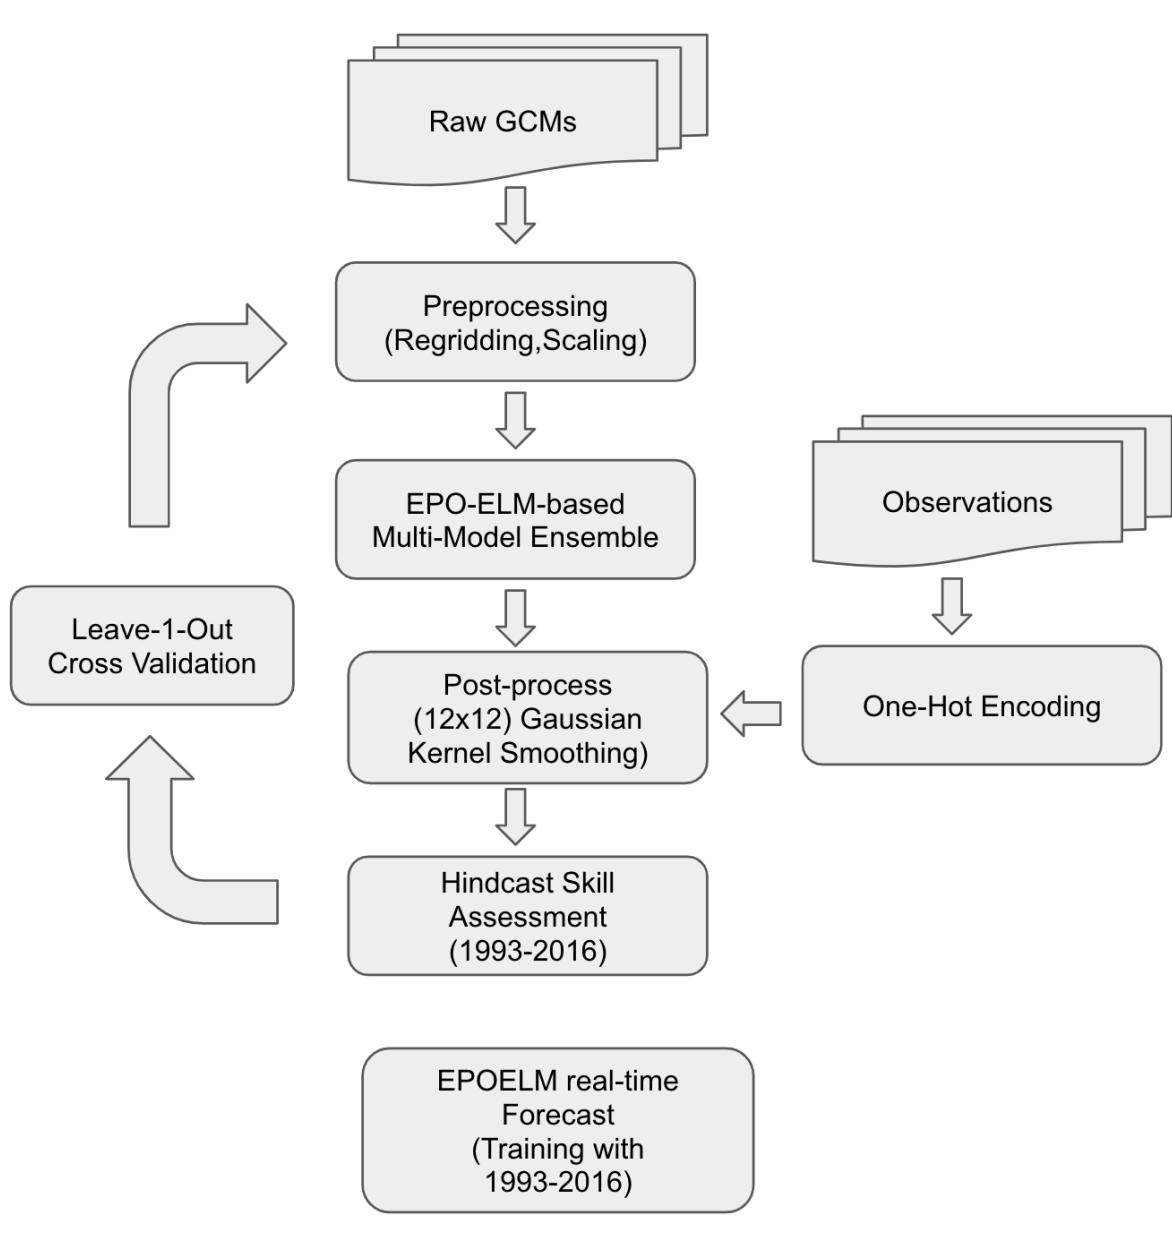 Raw GCMs
Preprocessing
(Regridding,Scaling)
EPO-ELM-based
Multi-Model Ensemble
Observations
Leave-1-Out
Cross Validation
Post-process
(12x12) Gaussian
Kernel Smoothing)
One-Hot Encoding
Hindcast Skill
Assessment
(1993-2016)
EPOELM real-time
Forecast
(Training with
1993-2016)